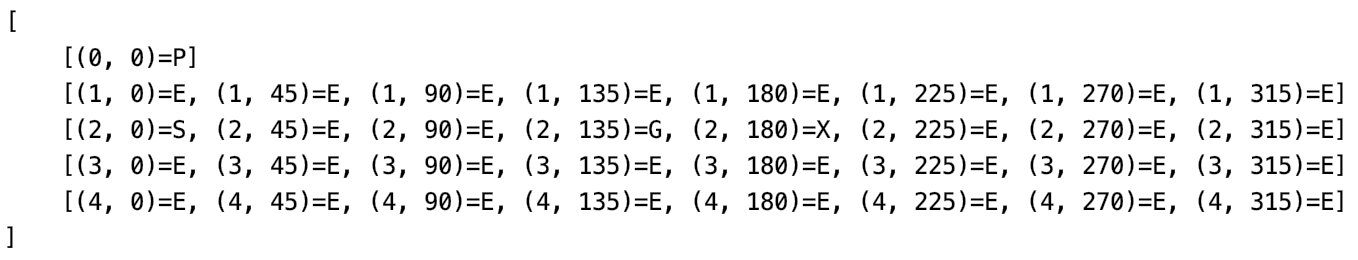 [
[(0, 0)=P]
[(1, 0)=E, (1, 45)=E, (1, 90)=E, (1, 135)=E, (1, 180)=E, (1, 225)=E, (1, 270)=E, (1, 315)=E]
[(2, 0)=S, (2, 45)=E, (2, 90)=E, (2, 135)=G, (2, 180)=X, (2, 225)=E, (2, 270)=E, (2, 315)=E]
[(3, 0)=E, (3, 45)=E, (3, 90)=E, (3, 135)=E, (3, 180)=E, (3, 225)=E, (3, 270)=E, (3, 315)=E]
[(4, 0)=E, (4, 45)=E, (4, 90)=E, (4, 135)=E, (4, 180)=E, (4, 225)=E, (4, 270)=E, (4, 315)=E]
]